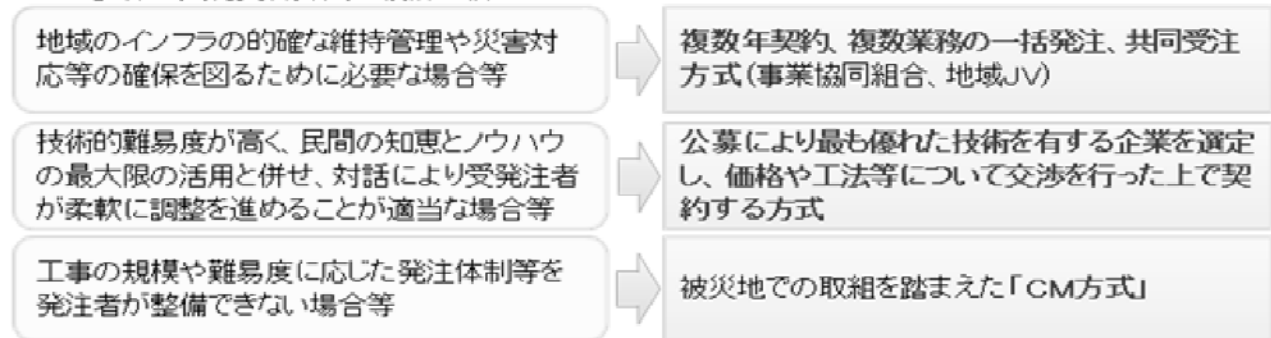 地域のインフラの的確な維持管理や災害対
応等の確保を図るために必要な場合等
複数年契約、複数業務の一括発注、共同受注
方式(事業協同組合、地域JV)
技術的難易度が高く、民間の知恵とノウハウ
の最大限の活用と併せ、対話により受発注者
が柔軟に調整を進めることが適当な場合等
公募により最も優れた技術を有する企業を選定
し、価格や工法等について交渉を行った上で契
約する方式
工事の規模や難易度に応じた発注体制等を
発注者が整備できない場合等
被災地での取組を踏まえた「CM方式」